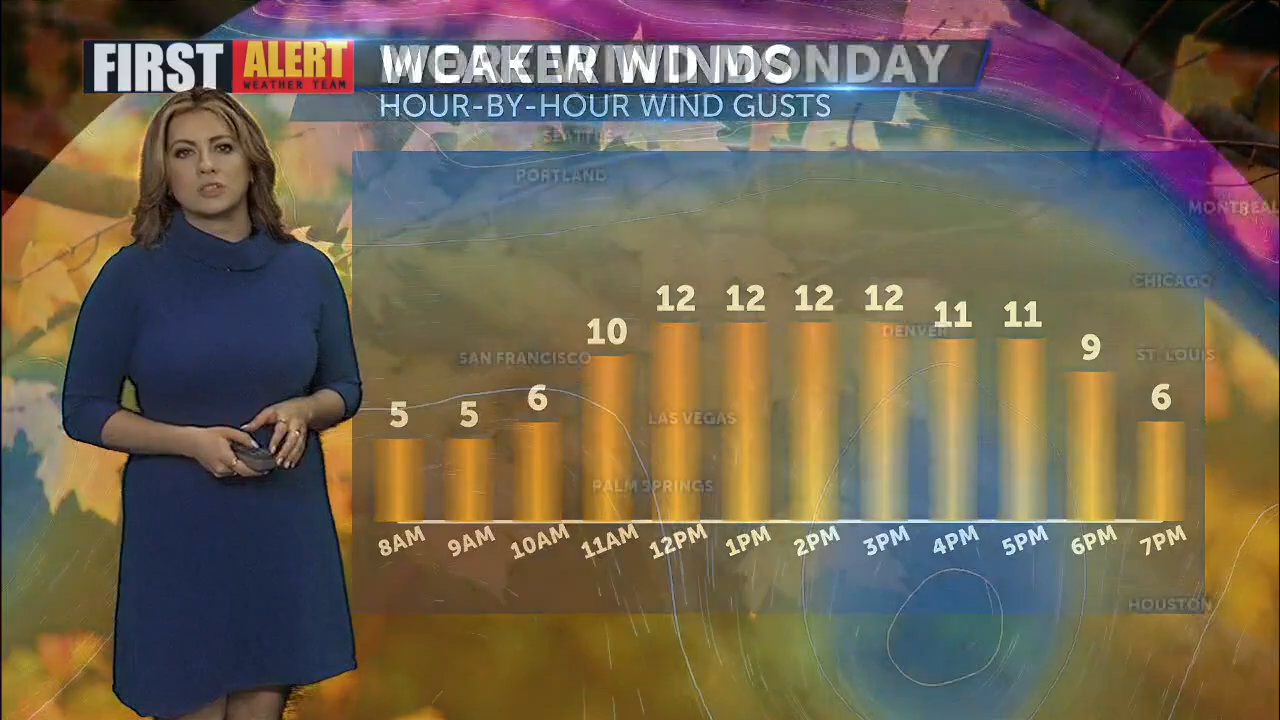 FIRST ALERT
WEATHER TEAM
WEAKER WINDS
MONDAY
HOUR-BY-HOUR WIND GUSTS
SEATTLE
PORTLAND
MONTREAL
CHICAGO
12 12 12 12 11 11
10
DENVER
9
ST. LOUIS
SAN FRANCISCO
5 5 6
6
LAS VEGAS
PALM SPRINGS
8AM 9AM 10AM 11AM 12PM 1PM 2PM 3PM 4PM 5PM 6PM 7PM
HOUSTON